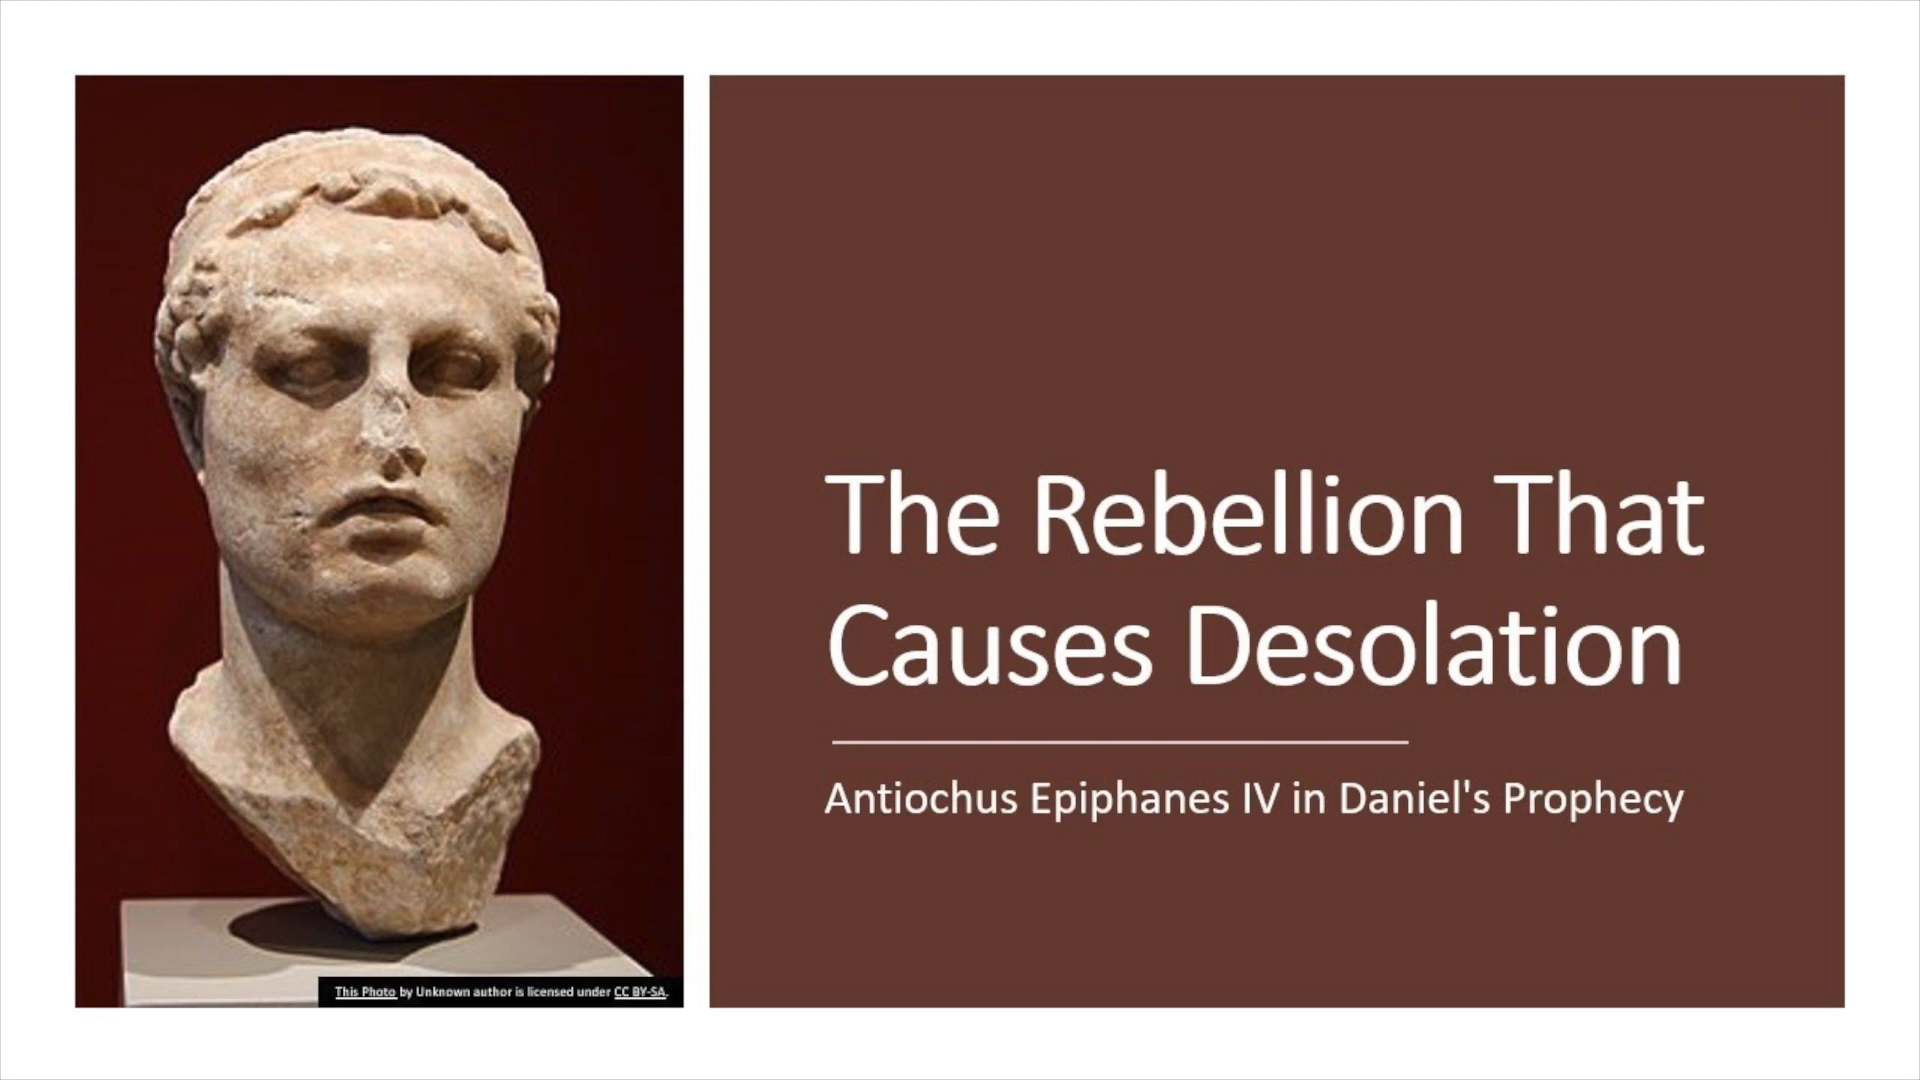 The Rebellion That
Causes Desolation
Antiochus Epiphanes IV in Daniel's Prophecy
This Photo by Unknown author is licensed under CC BY-SA.